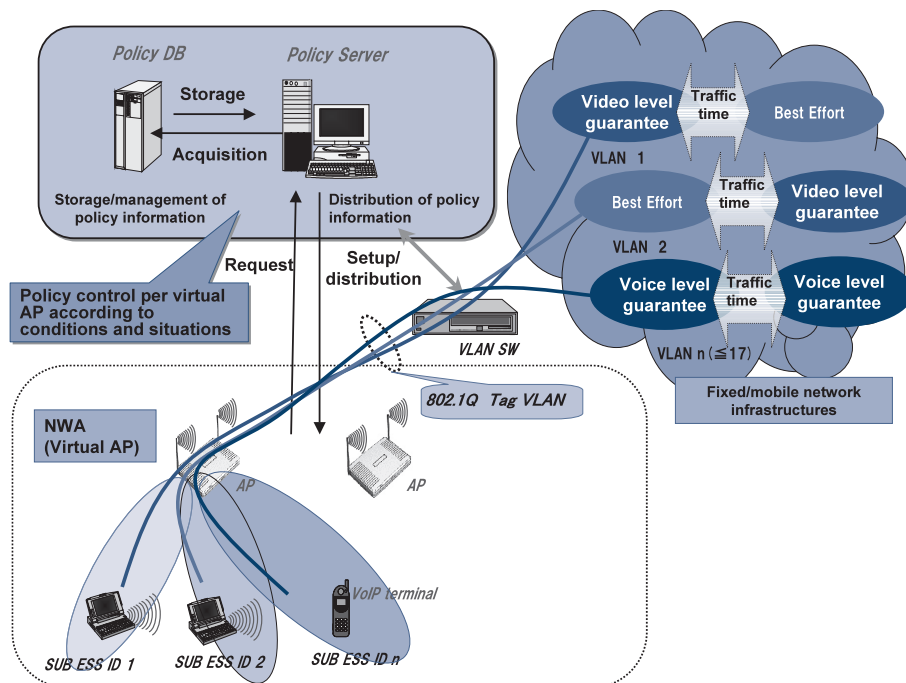 Policy DB
Policy Server
Storage
Acquisition
Storage/management of
policy information
Distribution of policy
information
Request
Setup/
distribution
Policy control per virtual
AP according to
conditions and situations
Video level
guarantee
Traffic
time
Best Effort
VLAN 1
Best Effort
Traffic
time
Video level
guarantee
VLAN 2
Voice level
guarantee
Traffic
time
Voice level
guarantee
VLAN n(≦17)
Fixed/mobile network
infrastructures
VLAN SW
802.1Q Tag VLAN
NWA
(Virtual AP)
AP
AP
VoIP terminal
SUB ESS ID 1
SUB ESS ID 2
SUB ESS ID n